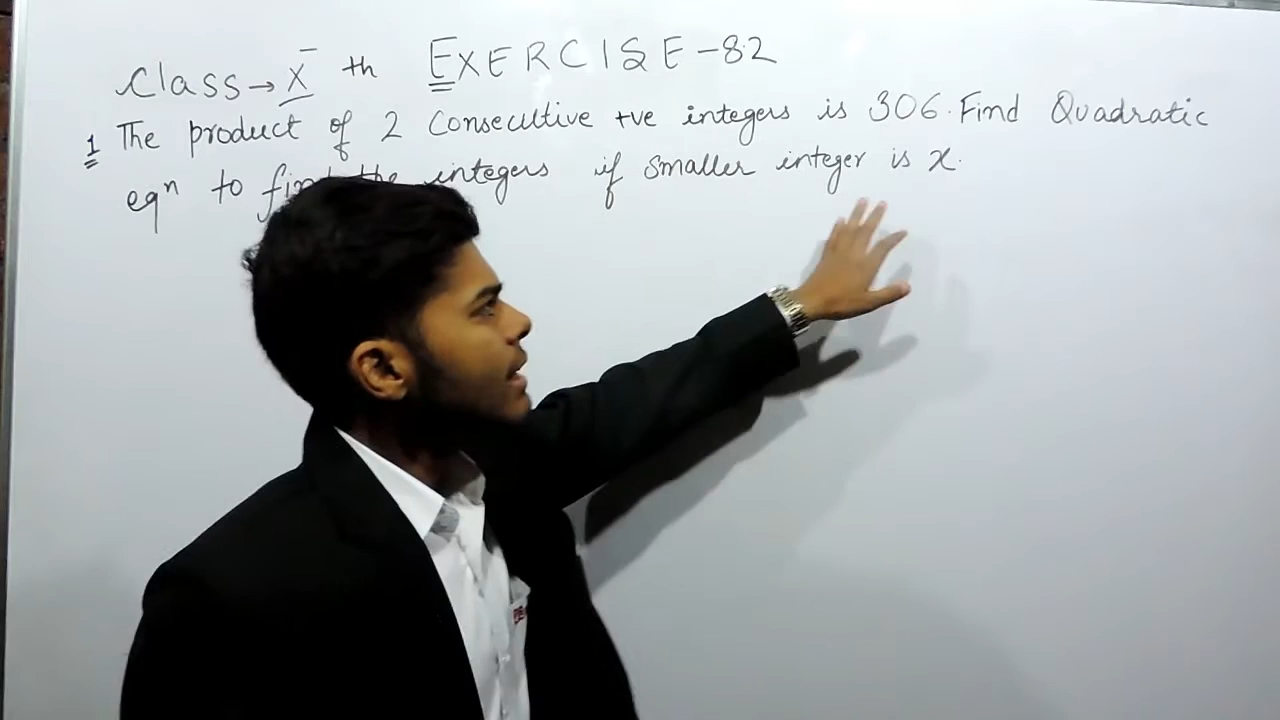 Class → X th EXERCISE - 8.2
1 The product of 2 Consecutive +ve integers is 306. Find Quadratic
eqn to find the integers if smaller integer is x.